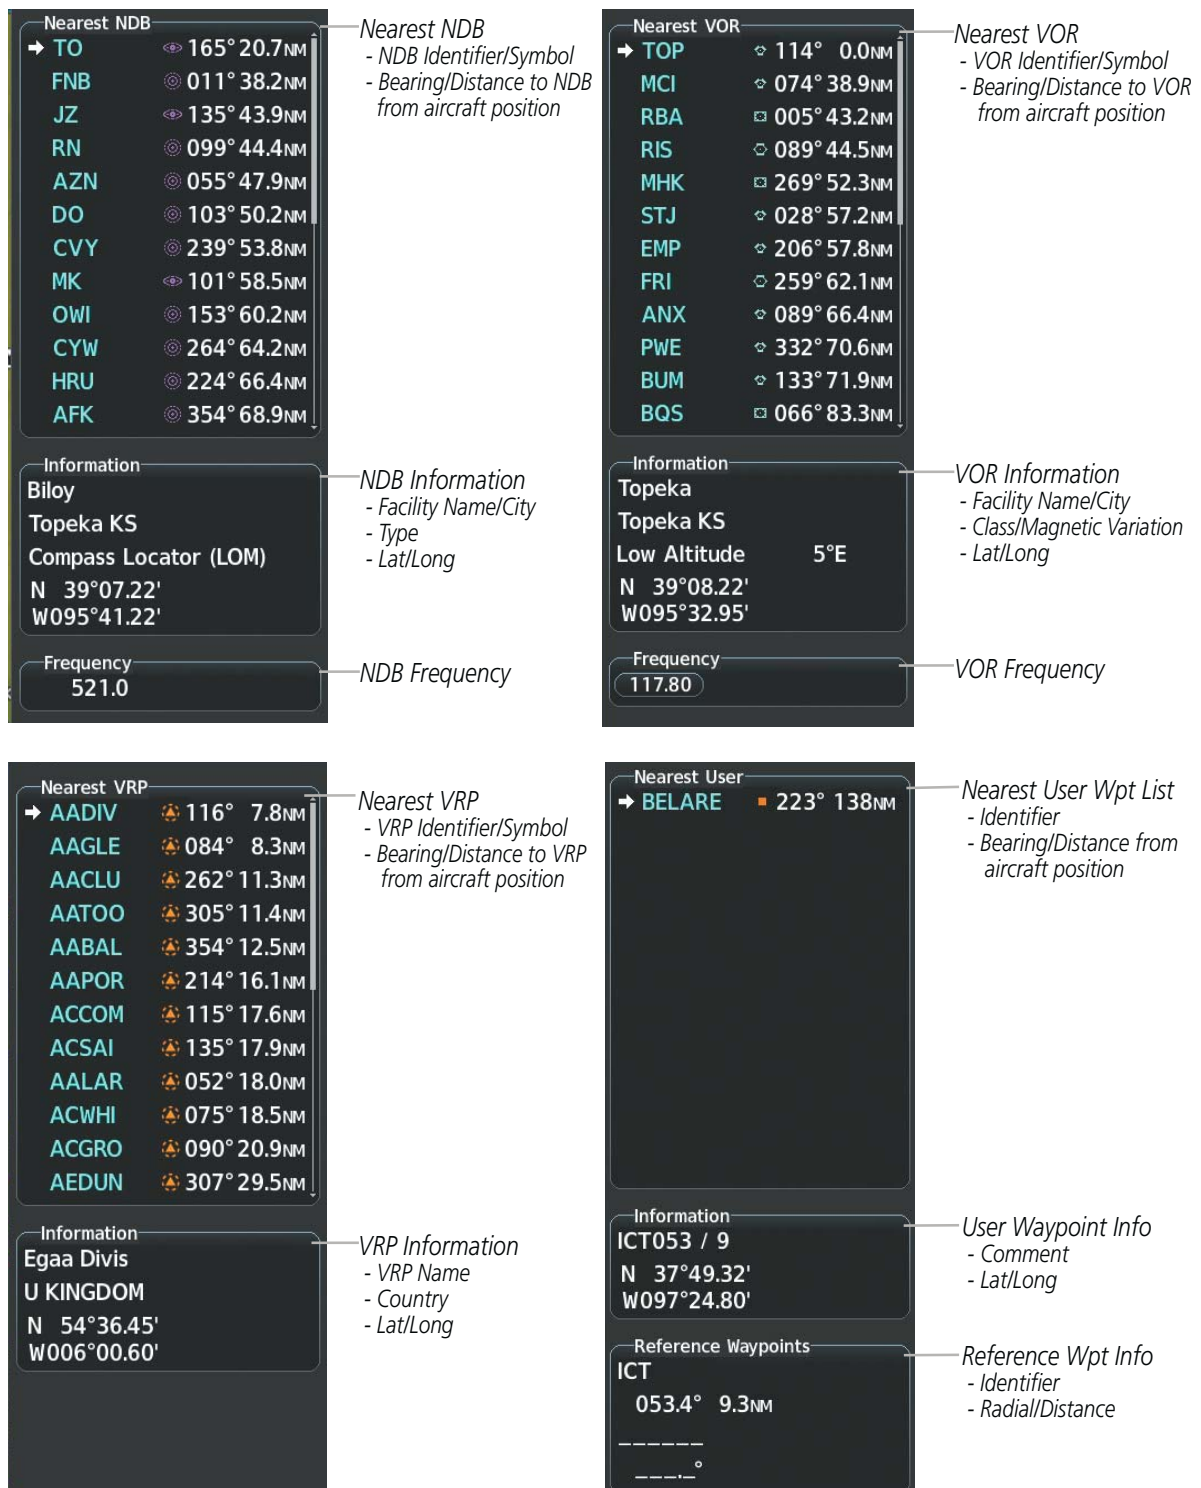 Nearest NDB
TO 165° 20.7NM
FNB 011° 38.2NM
JZ 135° 43.9NM
RN 099° 44.4NM
AZN 055° 47.9NM
DO 103° 50.2NM
CVY 239° 53.8NM
MK 101° 58.5NM
OWI 153° 60.2NM
CYW 264° 64.2NM
HRU 224° 66.4NM
AFK 354° 68.9NM
Information
Biloy
Topeka KS
Compass Locator (LOM)
N 39°07.22'
W095°41.22'
Frequency
521.0
Nearest NDB
- NDB Identifier/Symbol
- Bearing/Distance to NDB
from aircraft position
NDB Information
- Facility Name/City
- Type
- Lat/Long
NDB Frequency
Nearest VOR
TOP 114° 0.0NM
MCI 074° 38.9NM
RBA 005° 43.2NM
RIS 089° 44.5NM
MHK 269° 52.3NM
STJ 028° 57.2NM
EMP 206° 57.8NM
FRI 259° 62.1NM
ANX 089° 66.4NM
PWE 332° 70.6NM
BUM 133° 71.9NM
BQS 066° 83.3NM
Information
Topeka
Topeka KS
Low Altitude 5°E
N 39°08.22'
W095°32.95'
Frequency
117.80
Nearest VOR
- VOR Identifier/Symbol
- Bearing/Distance to VOR
from aircraft position
VOR Information
- Facility Name/City
- Class/Magnetic Variation
- Lat/Long
VOR Frequency
Nearest VRP
AADIV 116° 7.8NM
AAGLE 084° 8.3NM
AACLU 262° 11.3NM
AATOO 305° 11.4NM
AABAL 354° 12.5NM
AAPOR 214° 16.1NM
ACCOM 115° 17.6NM
ACSAI 135° 17.9NM
AALAR 052° 18.0NM
ACWHI 075° 18.5NM
ACGRO 090° 20.9NM
AEDUN 307° 29.5NM
Information
Egaa Divis
U KINGDOM
N 54°36.45'
W006°00.60'
Nearest VRP
- VRP Identifier/Symbol
- Bearing/Distance to VRP
from aircraft position
VRP Information
- VRP Name
- Country
- Lat/Long
Nearest User
BELARE 223° 138NM
Information
ICT053 / 9
N 37°49.32'
W097°24.80'
Reference Waypoints
ICT
053.4° 9.3NM
______
___._°
Nearest User Wpt List
- Identifier
- Bearing/Distance from
aircraft position
User Waypoint Info
- Comment
- Lat/Long
Reference Wpt Info
- Identifier
- Radial/Distance